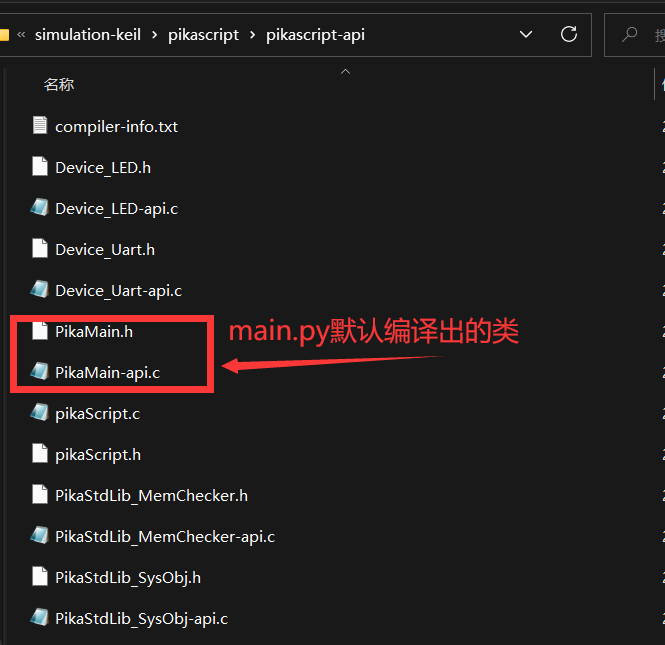 « simulation-keil › pikascript › pikascript-api
名称
compiler-info.txt
Device_LED.h
Device_LED-api.c
Device_Uart.h
Device_Uart-api.c
PikaMain.h
main.py默认编译出的类
PikaMain-api.c
pikaScript.c
pikaScript.h
PikaStdLib_MemChecker.h
PikaStdLib_MemChecker-api.c
PikaStdLib_SysObj.h
PikaStdLib_SysObj-api.c